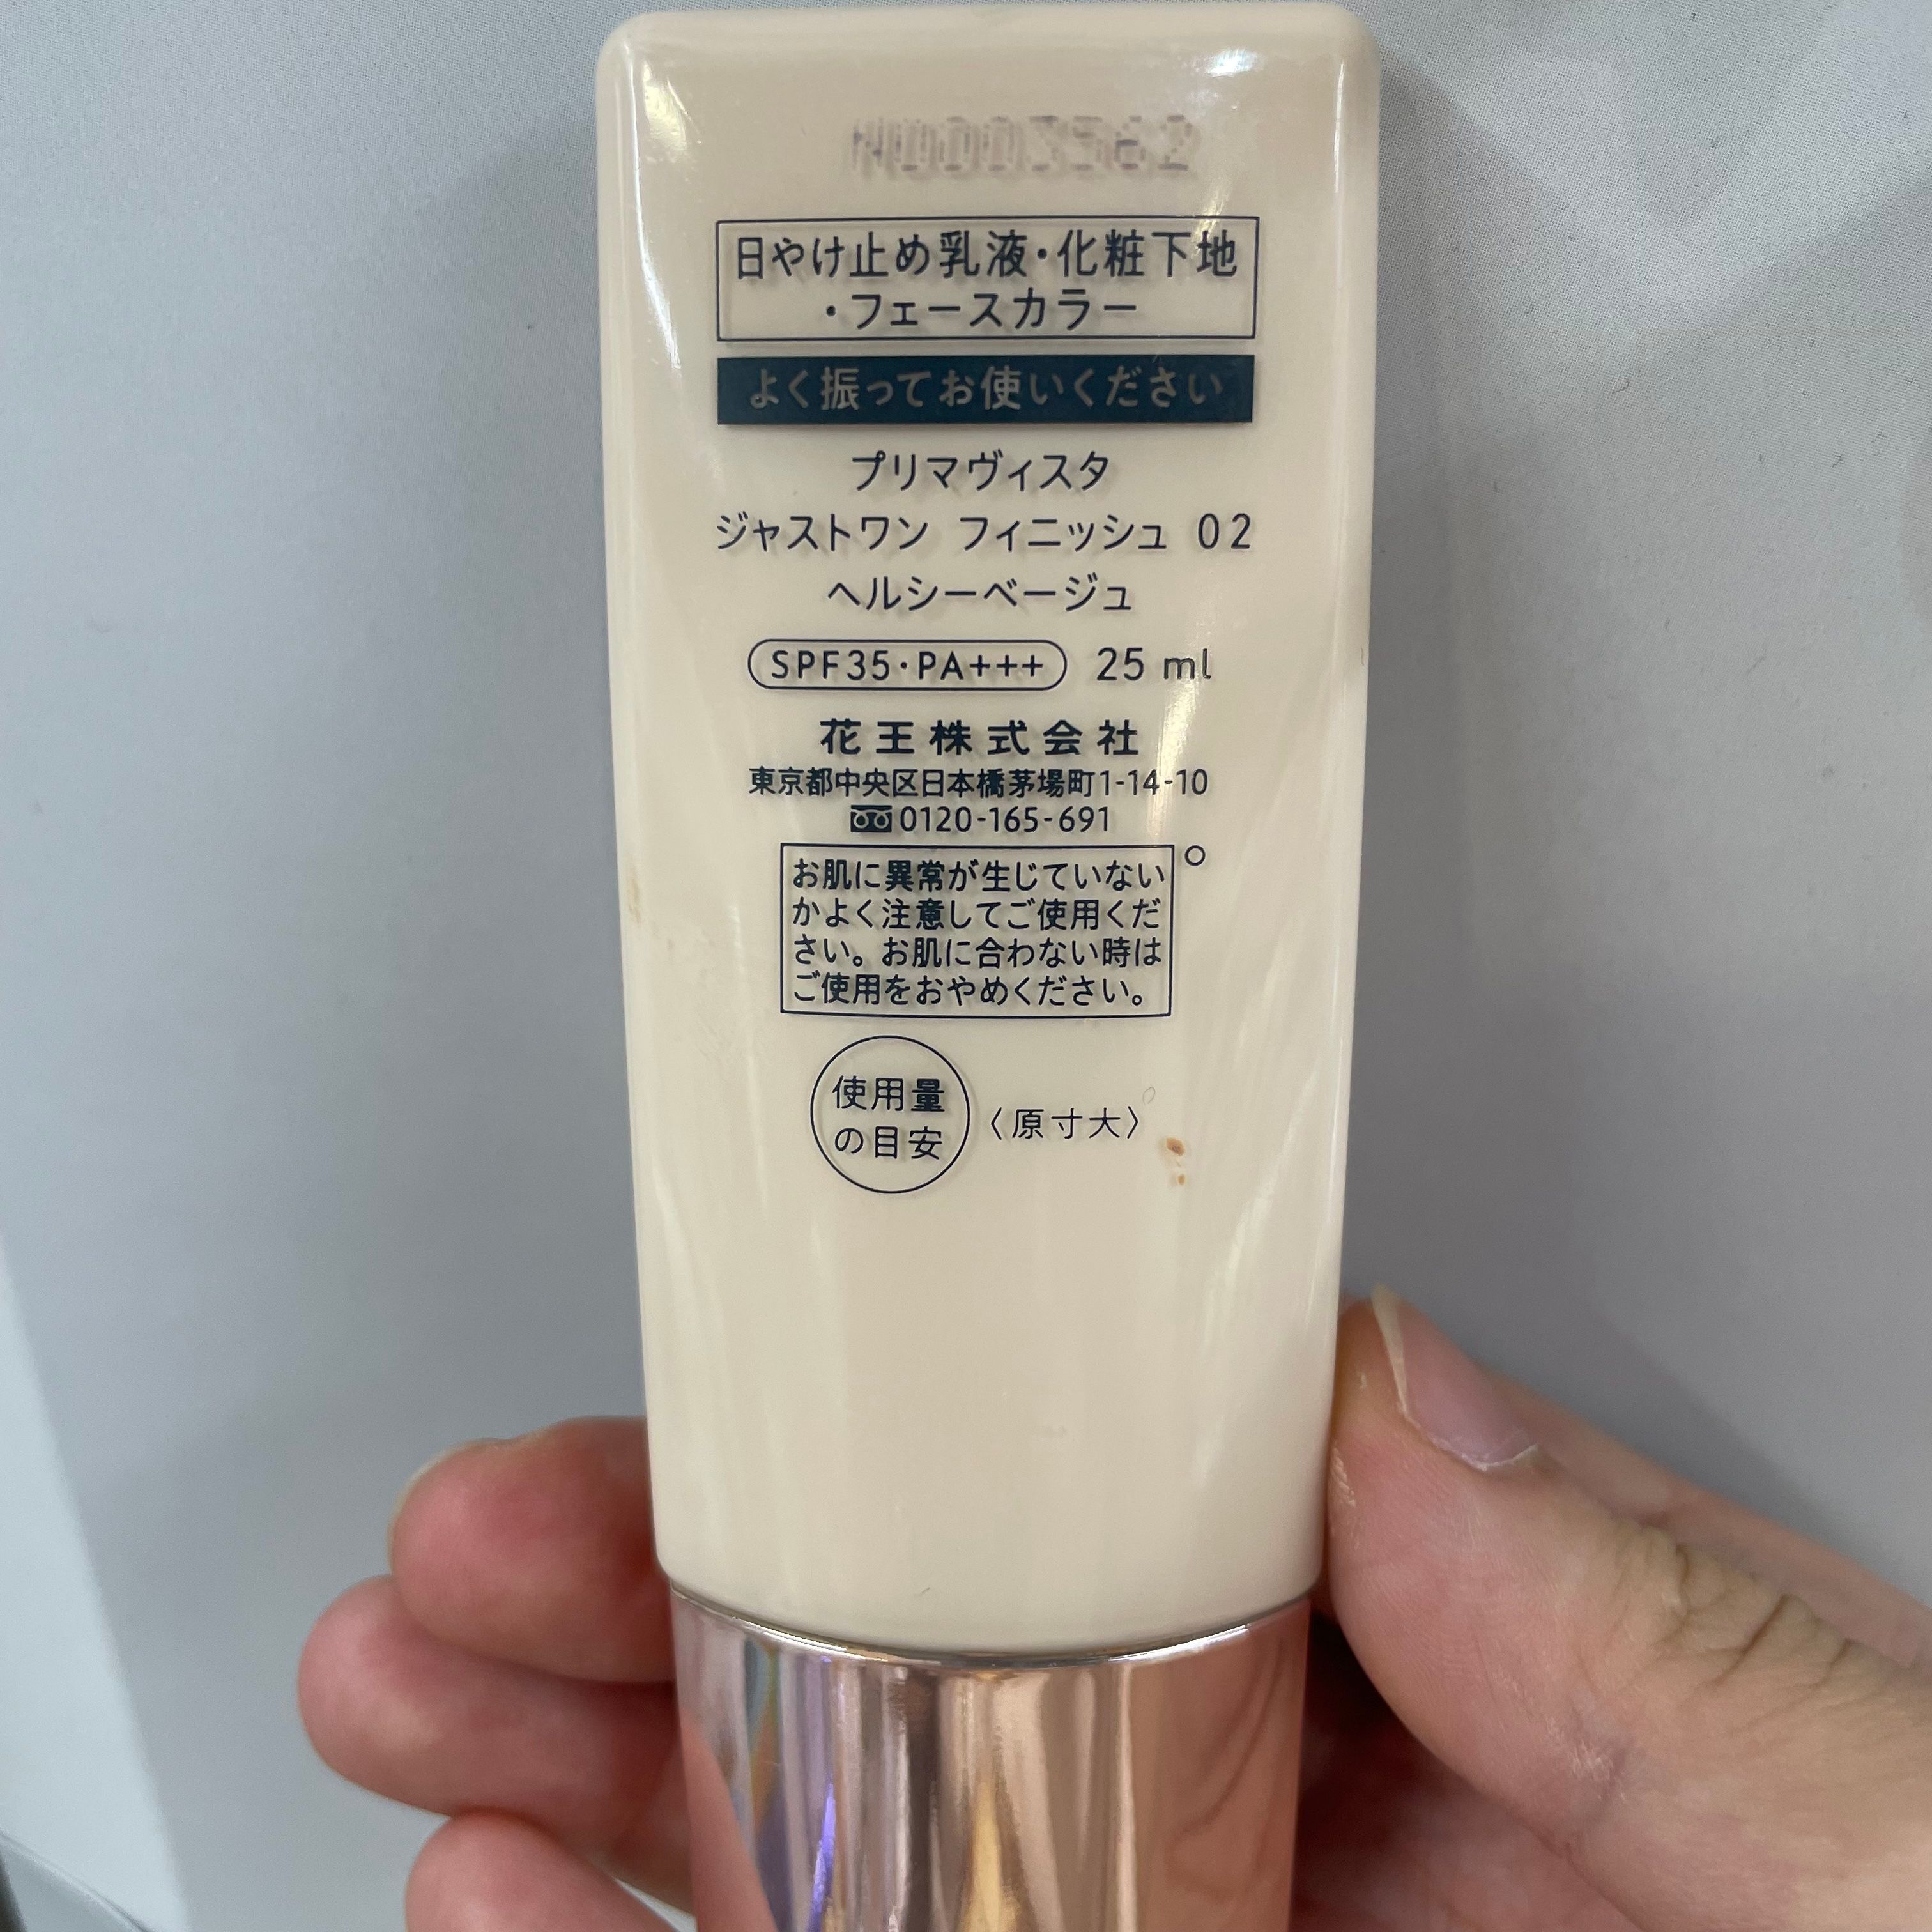 日やけ止め乳液・化粧下地
・フェースカラー
よく振ってお使いください
プリマヴィスタ
ジャストワン フィニッシュ 02
ヘルシーベージュ
SPF35・PA+++ 25 ml
花王株式会社
東京都中央区日本橋茅場町1-14-10
0120-165-691
お肌に異常が生じていない
かよく注意してご使用くだ
さい。お肌に合わない時は
ご使用をおやめください。
使用量
の目安
〈原寸大〉